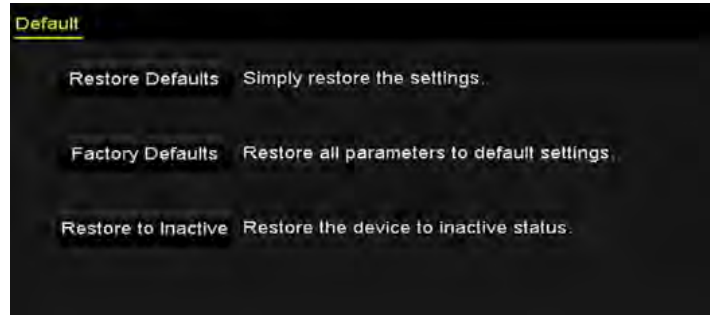 Default
Restore Defaults Simply restore the settings.
Factory Defaults Restore all parameters to default settings.
Restore to Inactive Restore the device to inactive status.